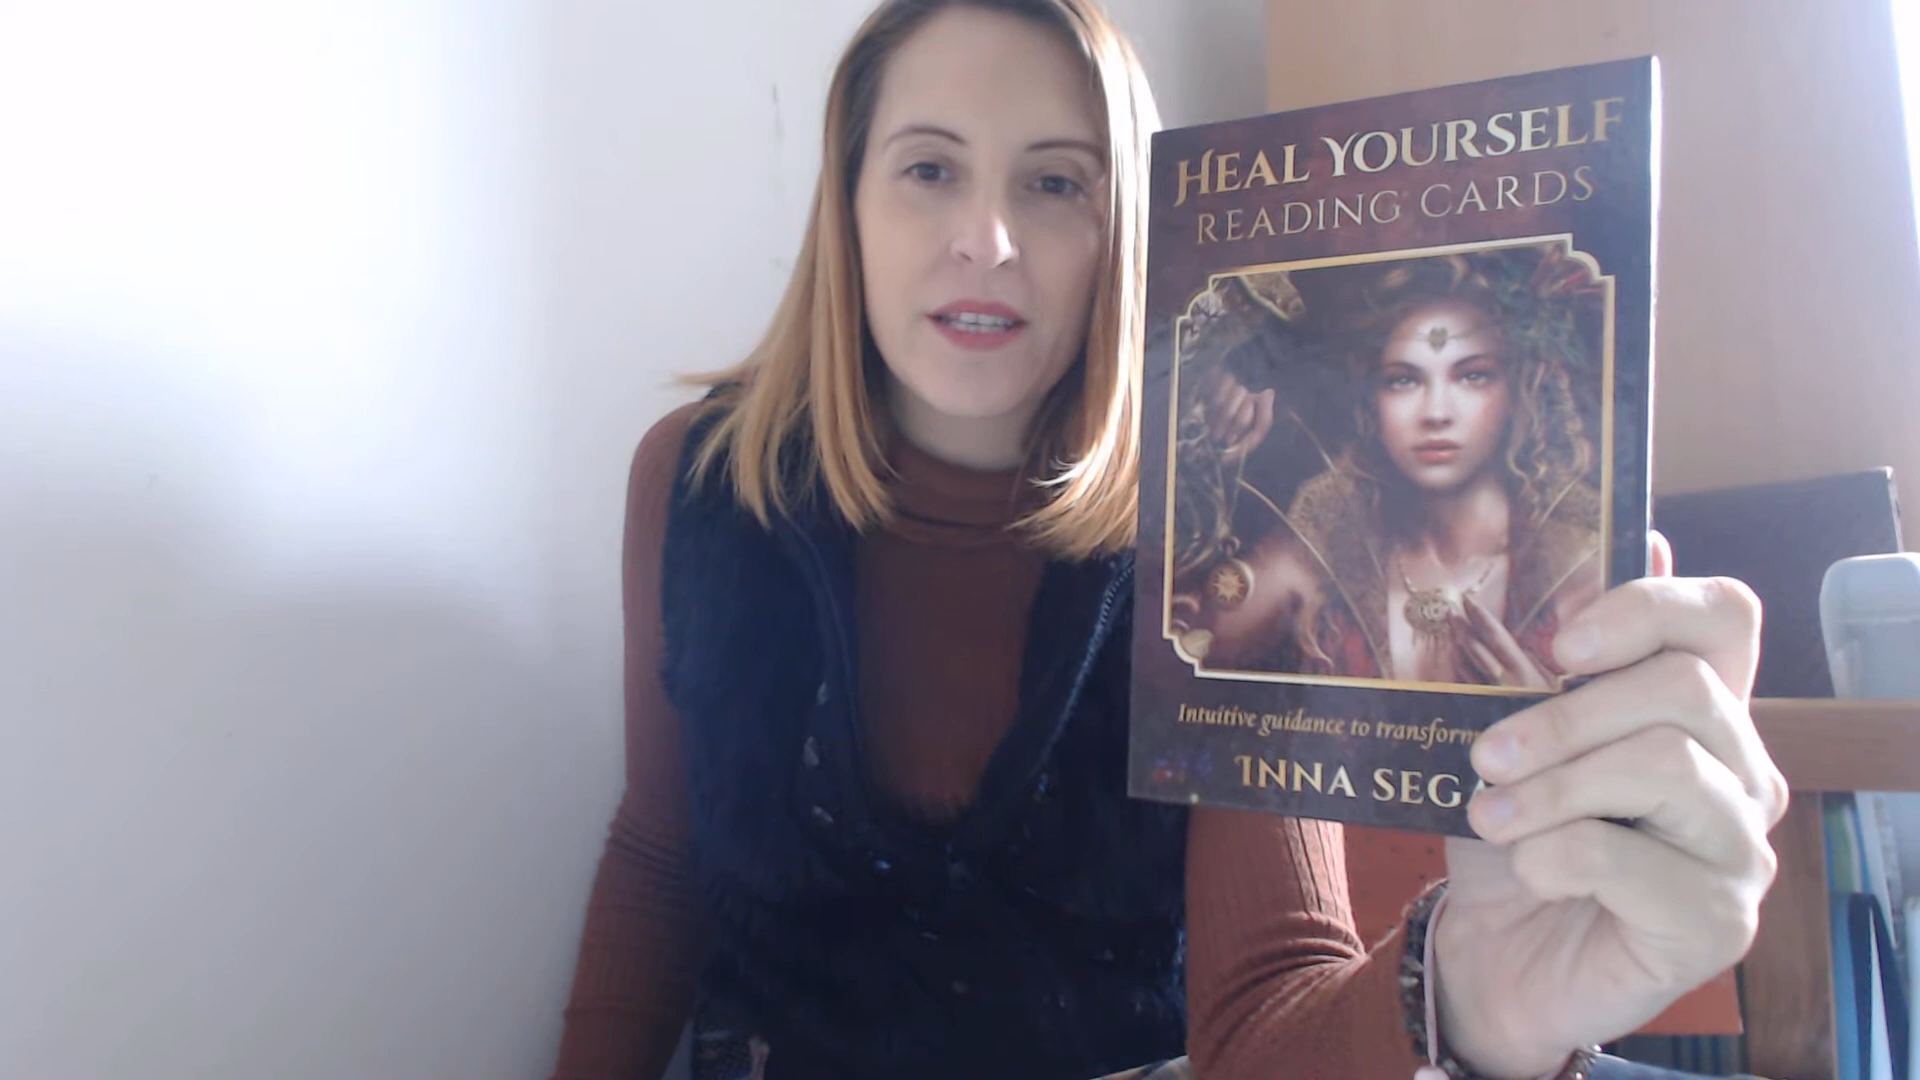 HEAL YOURSELF
READING CARDS
Intuitive guidance to transform
INNA SEGA